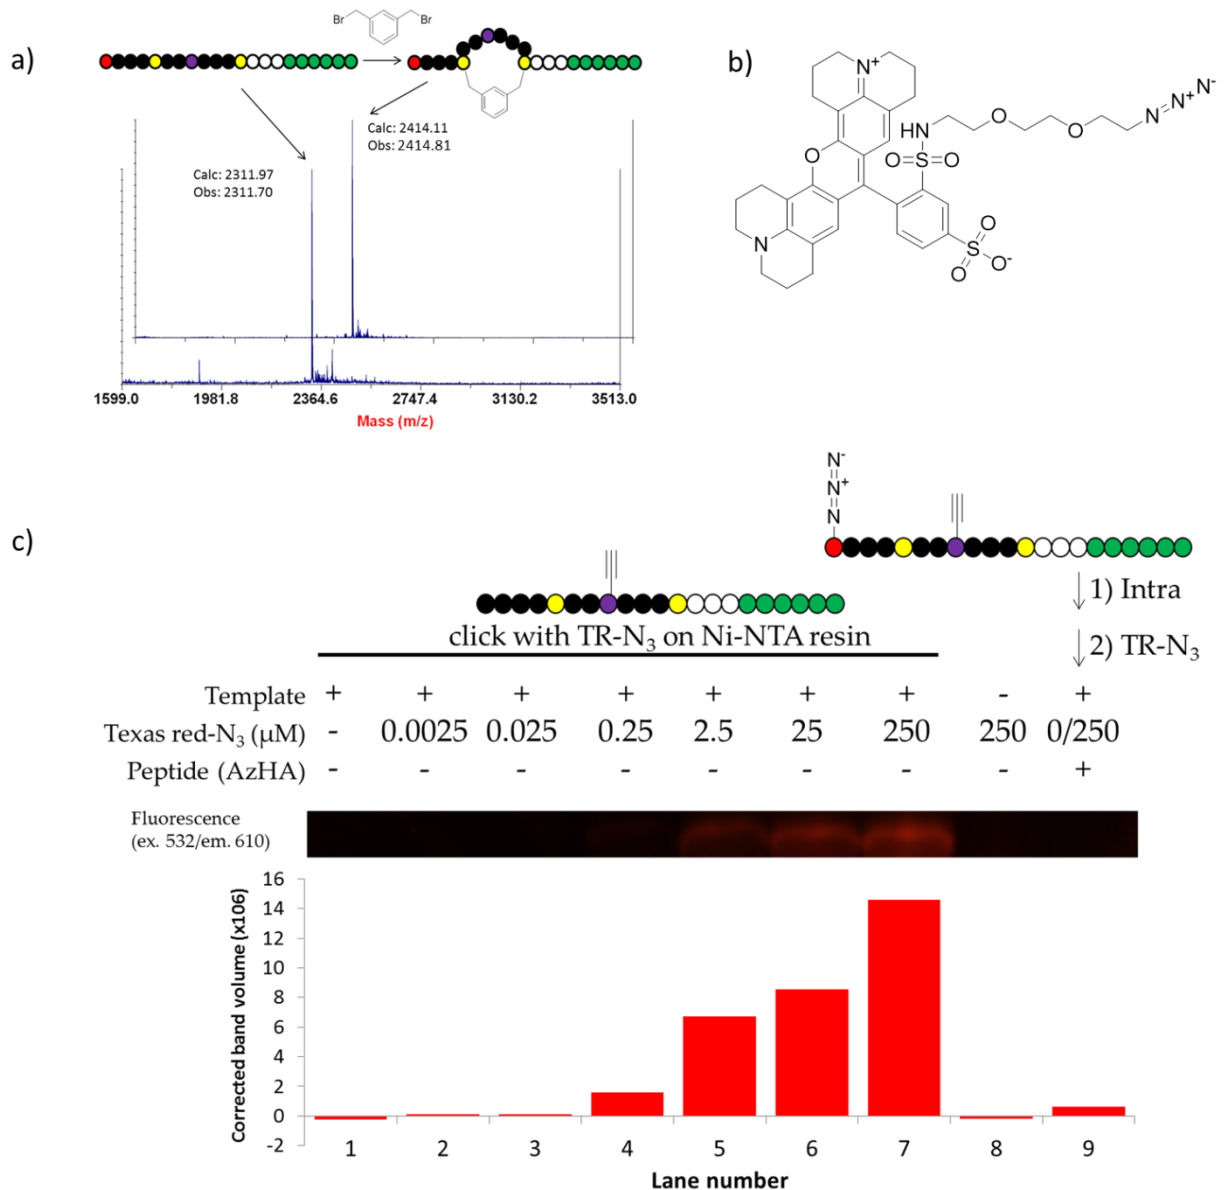 a)
Br
Br
Calc: 2414.11
Obs: 2414.81
Calc: 2311.97
Obs: 2311.70
1599.0 1981.8 2364.6 2747.4 3130.2 3513.0
Mass (m/z)
b)
N+
N-
N+
N
O
HN
O
O
O=S=O
O
N
S
O
O-
O
c)
N-
N+
N
1) Intra
2) TR-N3
click with TR-N3 on Ni-NTA resin
Template + + + + + + + - +
Texas red-N3 (μM) - 0.0025 0.025 0.25 2.5 25 250 250 0/250
Peptide (AzHA) - - - - - - - - +
Fluorescence
(ex. 532/em. 610)
Corrected band volume (x106)
16
14
12
10
8
6
4
2
0
-2
1 2 3 4 5 6 7 8 9
Lane number